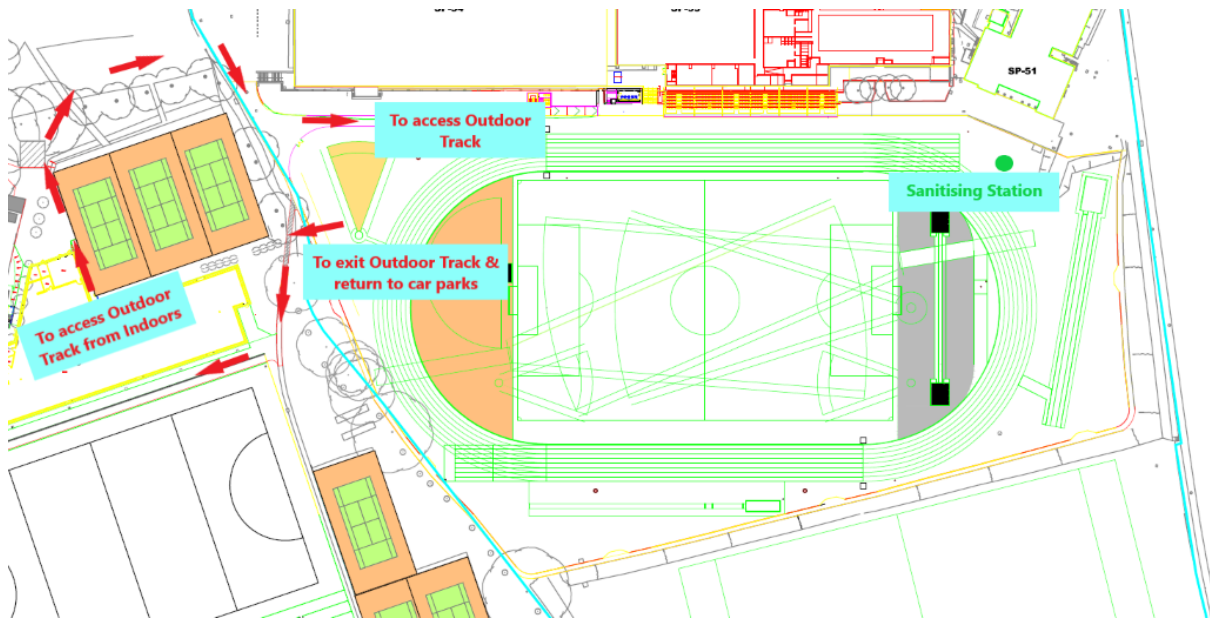 SP-51
To access Outdoor
Track
Sanitising Station
To exit Outdoor Track &
return to car parks
To access Outdoor
Track from Indoors